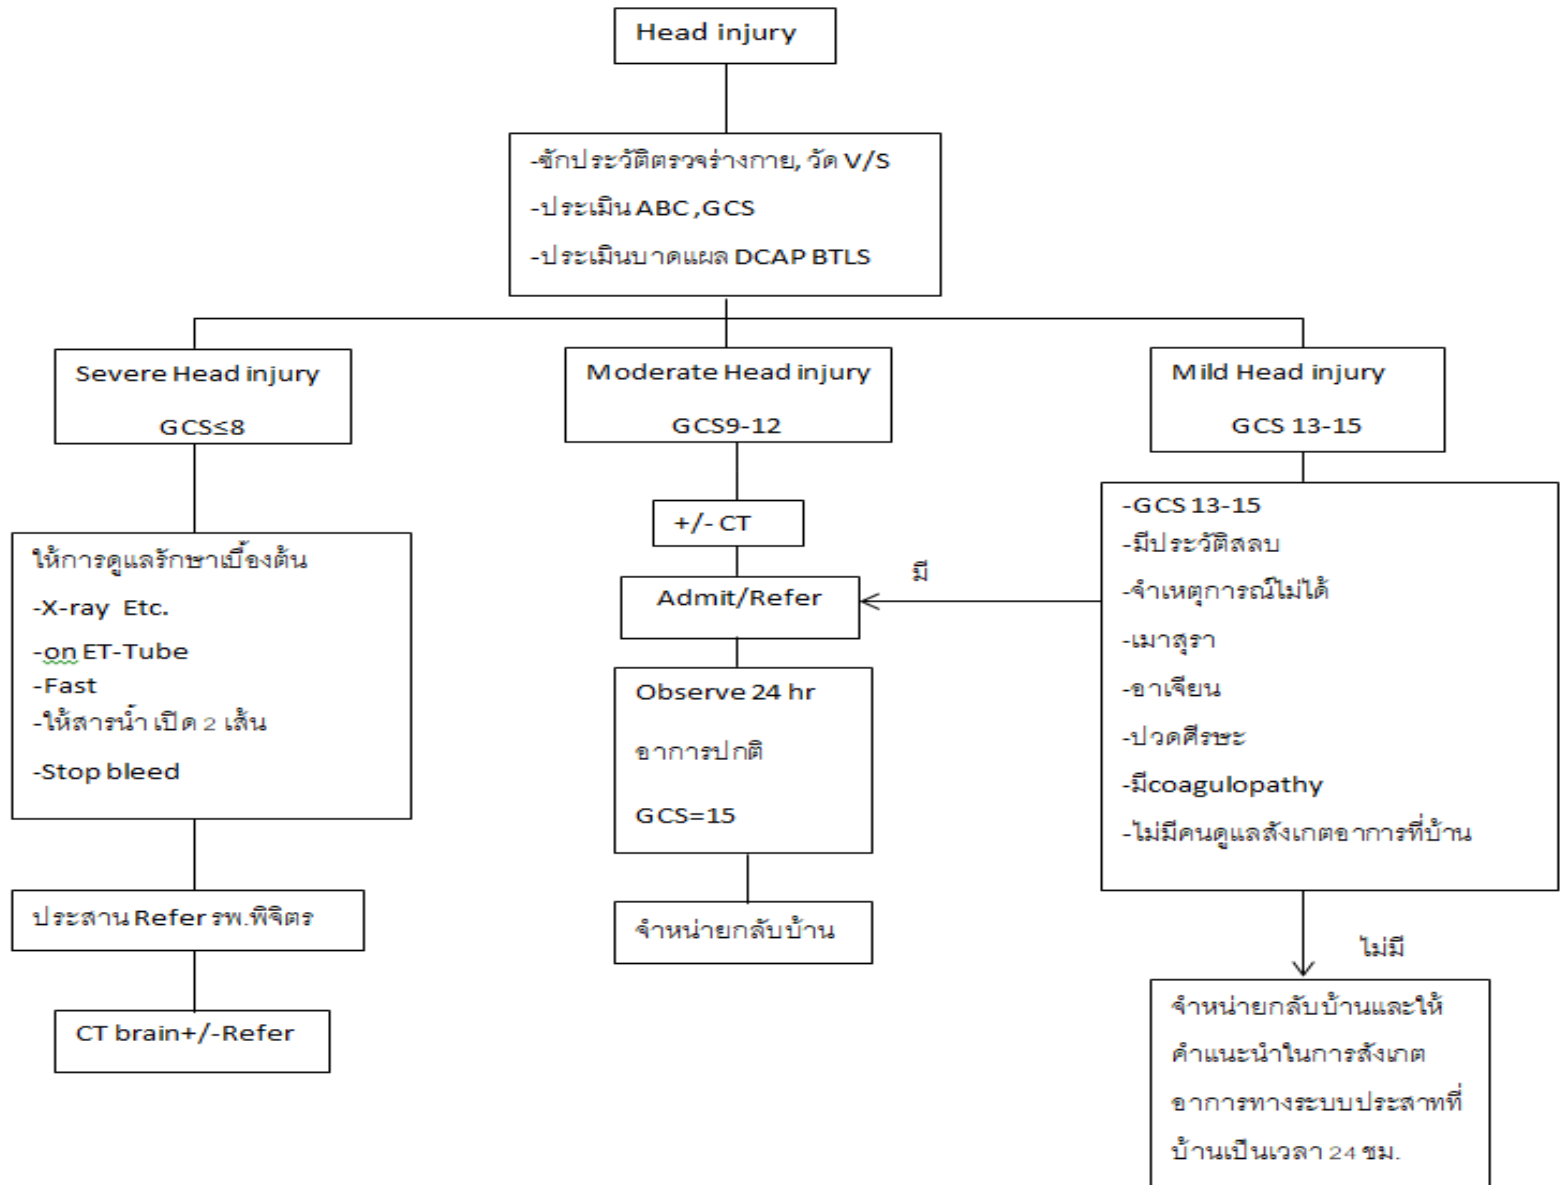 Head injury
-ซักประวัติตรวจร่างกาย, วัด V/S
-ประเมิน ABC ,GCS
-ประเมินบาดแผล DCAP BTLS
Severe Head injury
GCS≤8
Moderate Head injury
GCS9-12
Mild Head injury
GCS 13-15
ให้การดูแลรักษาเบื้องต้น
-X-ray Etc.
-on ET-Tube
-Fast
-ให้สารน้ำ เปิด 2 เส้น
-Stop bleed
ประสาน Refer รพ.พิจิตร
CT brain+/-Refer
+/- CT
Admit/Refer
Observe 24 hr
อาการปกติ
GCS=15
จำหน่ายกลับบ้าน
มี
-GCS 13-15
-มีประวัติสลบ
-จำเหตุการณ์ไม่ได้
-เมาสุรา
-อาเจียน
-ปวดศีรษะ
-มีcoagulopathy
-ไม่มีคนดูแลสังเกตอาการที่บ้าน
ไม่มี
จำหน่ายกลับบ้านและให้
คำแนะนำในการสังเกต
อาการทางระบบประสาทที่
บ้านเป็นเวลา 24 ชม.